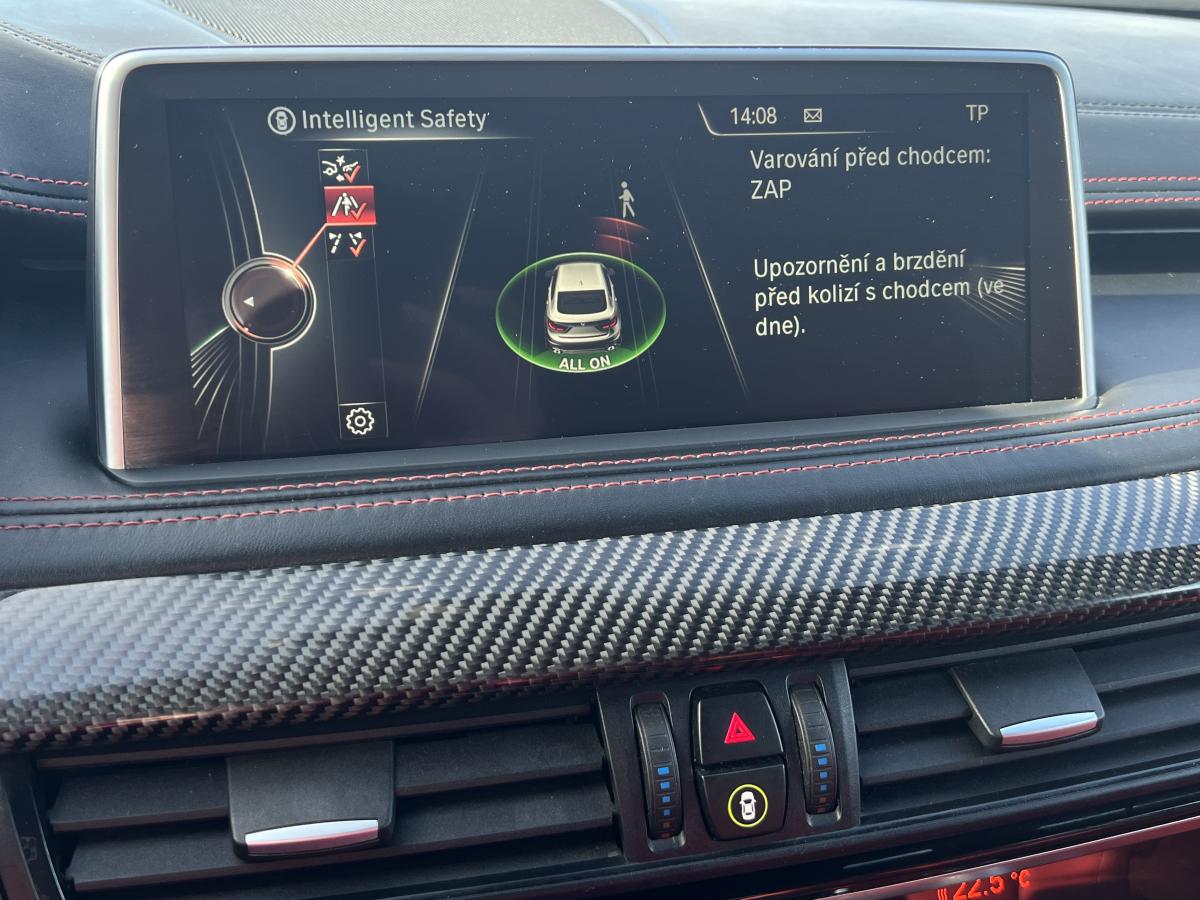 Intelligent Safety
14:08
TP
Varování před chodcem:
ZAP
Upozornění a brzdění
před kolizí s chodcem (ve
dne).
ALL ON
22.5 °C